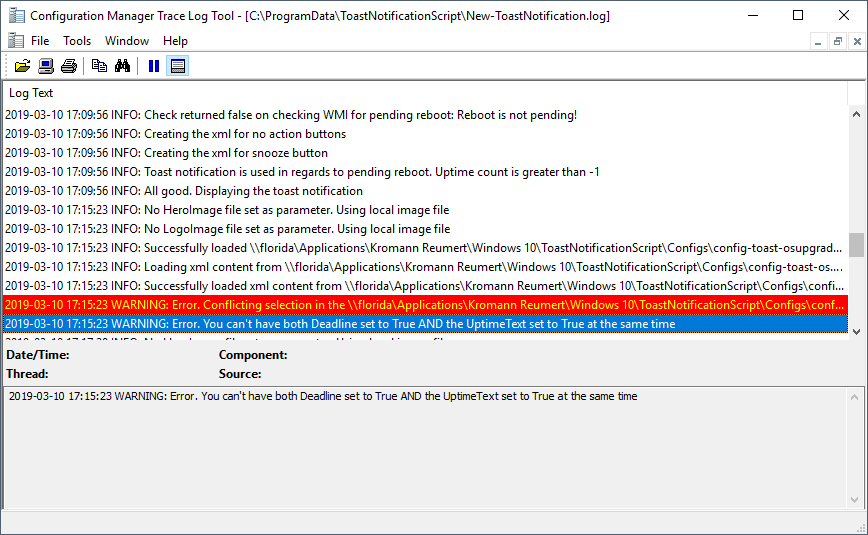 Configuration Manager Trace Log Tool - [C:\ProgramData\ToastNotificationScript\New-ToastNotification.log]
File Tools Window Help
Log Text
2019-03-10 17:09:56 INFO: Check returned false on checking WMI for pending reboot: Reboot is not pending!
2019-03-10 17:09:56 INFO: Creating the xml for no action buttons
2019-03-10 17:09:56 INFO: Creating the xml for snooze button
2019-03-10 17:09:56 INFO: Toast notification is used in regards to pending reboot. Uptime count is greater than -1
2019-03-10 17:09:56 INFO: All good. Displaying the toast notification
2019-03-10 17:15:23 INFO: No HeroImage file set as parameter. Using local image file
2019-03-10 17:15:23 INFO: No LogoImage file set as parameter. Using local image file
2019-03-10 17:15:23 INFO: Successfully loaded \\florida\Applications\Kromann Reumert\Windows 10\ToastNotificationScript\Configs\config-toast-osupgrad...
2019-03-10 17:15:23 INFO: Loading xml content from \\florida\Applications\Kromann Reumert\Windows 10\ToastNotificationScript\Configs\config-toast-os...
2019-03-10 17:15:23 INFO: Successfully loaded xml content from \\florida\Applications\Kromann Reumert\Windows 10\ToastNotificationScript\Configs\confi...
2019-03-10 17:15:23 WARNING: Error. Conflicting selection in the \\florida\Applications\Kromann Reumert\Windows 10\ToastNotificationScript\Configs\conf...
2019-03-10 17:15:23 WARNING: Error. You can't have both Deadline set to True AND the UptimeText set to True at the same time
Date/Time: Component:
Thread: Source:
2019-03-10 17:15:23 WARNING: Error. You can't have both Deadline set to True AND the UptimeText set to True at the same time